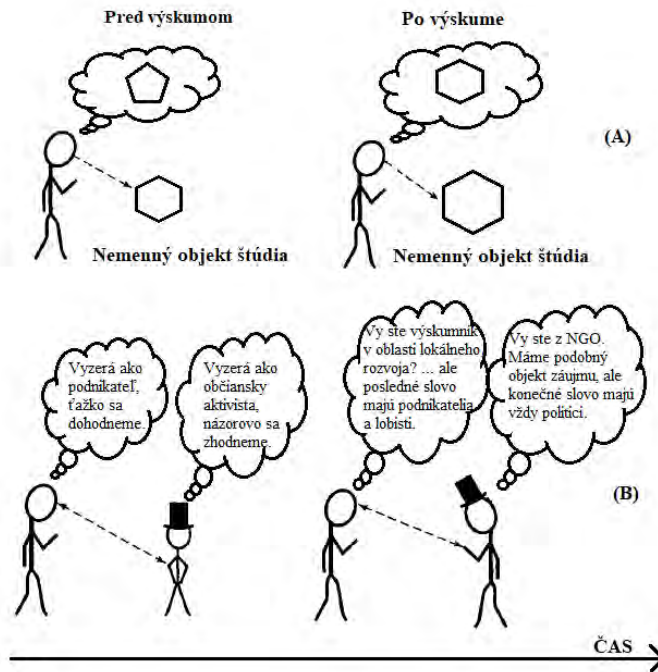 Pred výskumom
Po výskume
(A)
Nemenný objekt štúdia
Nemenný objekt štúdia
Vyzerá ako
podnikateľ,
ťažko sa
dohodneme.
Vyzerá ako
občiansky
aktivista,
názorovo sa
zhodneme.
Vy ste výskumník
v oblasti lokálneho
rozvoja? ... ale
posledné slovo
majú podnikatelia
a lobisti.
Vy ste z NGO.
Máme podobný
objekt záujmu, ale
konečné slovo majú
vždy politici.
(B)
ČAS